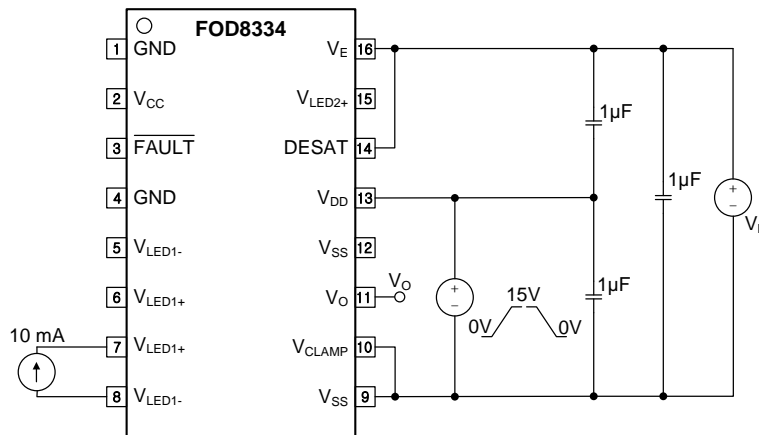 FOD8334
1 GND
2 VCC
3 FAULT
4 GND
5 VLED1-
6 VLED1+
7 VLED1+
8 VLED1-
VE 16
VLED2+ 15
DESAT 14
VDD 13
VSS 12
VO 11
VCLAMP 10
VSS 9
10 mA
VO
+
−
0V
15V
0V
1µF
1µF
1µF
+
−